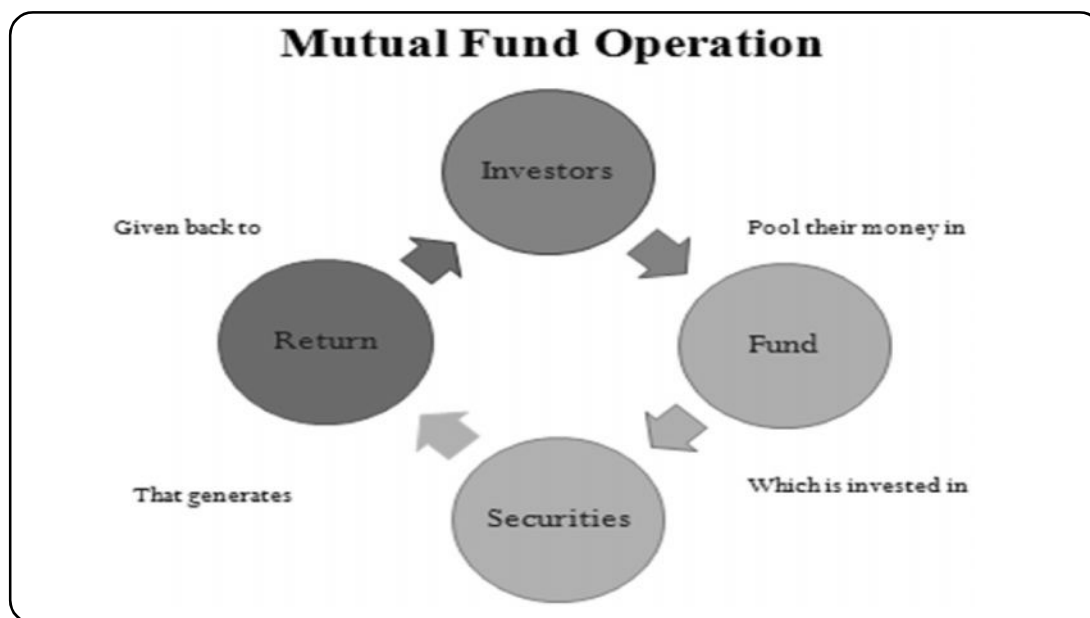 Mutual Fund Operation
Investors
Given back to
Pool their money in
Return
Fund
That generates
Which is invested in
Securities